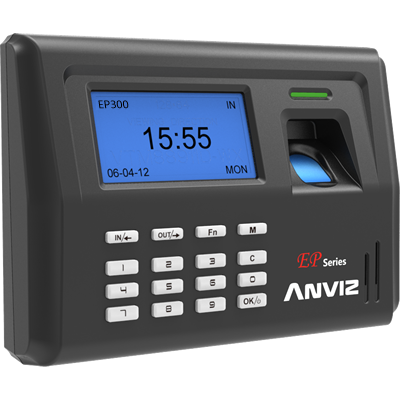 EP300 IN
15:55
06-04-12 MON
IN/← OUT/→ Fn M
1 2 3 C
4 5 6 0
7 8 9 OK/
EP Series
ANVIZ